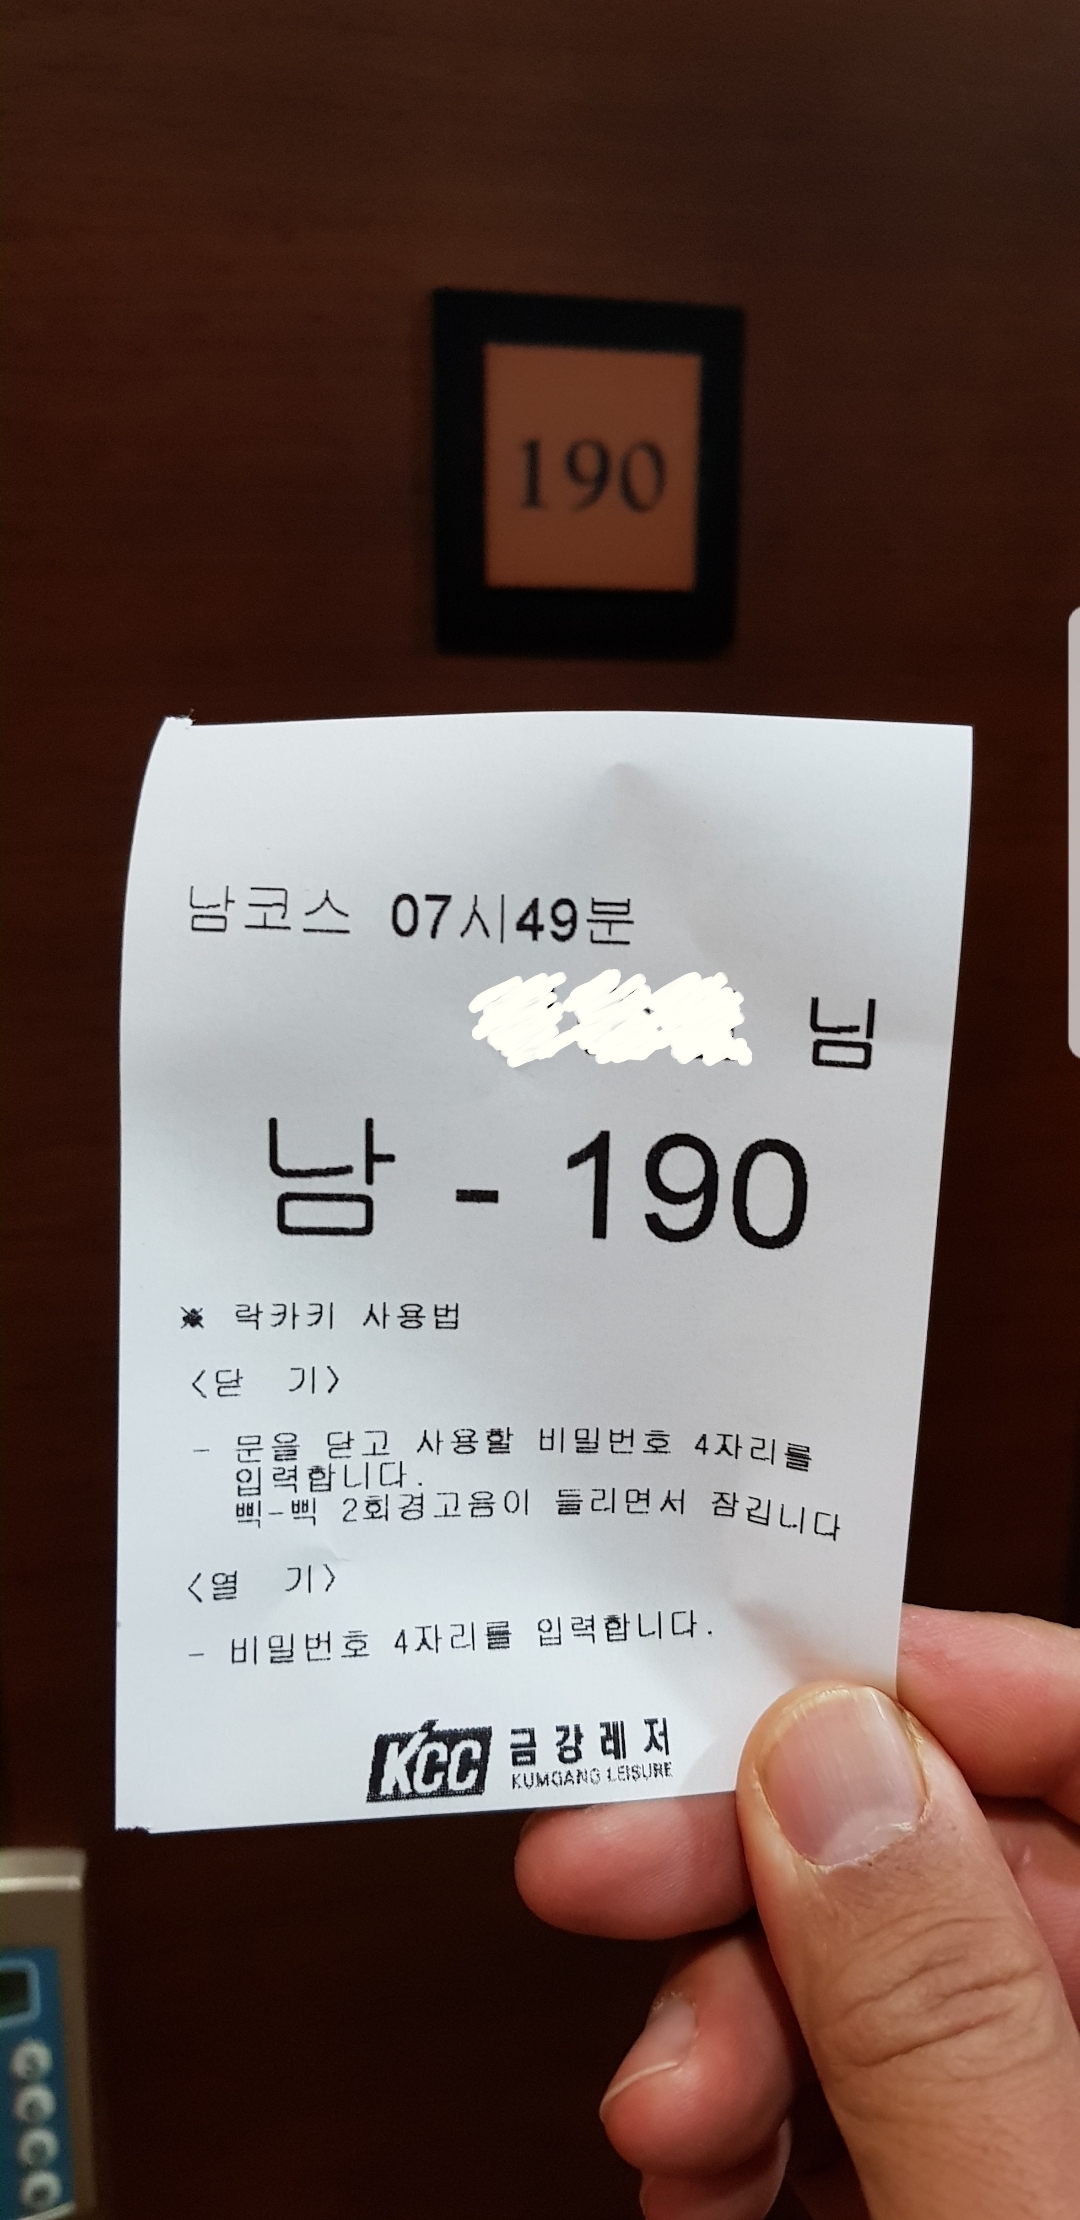 190
남코스 07시49분
님
남 - 190
※ 락카키 사용법
<닫 기>
- 문을 닫고 사용할 비밀번호 4자리를
입력합니다.
삑-삑 2회경고음이 들리면서 잠깁니다
<열 기>
- 비밀번호 4자리를 입력합니다.
KCC 금강레저
KUMGANG LEISURE